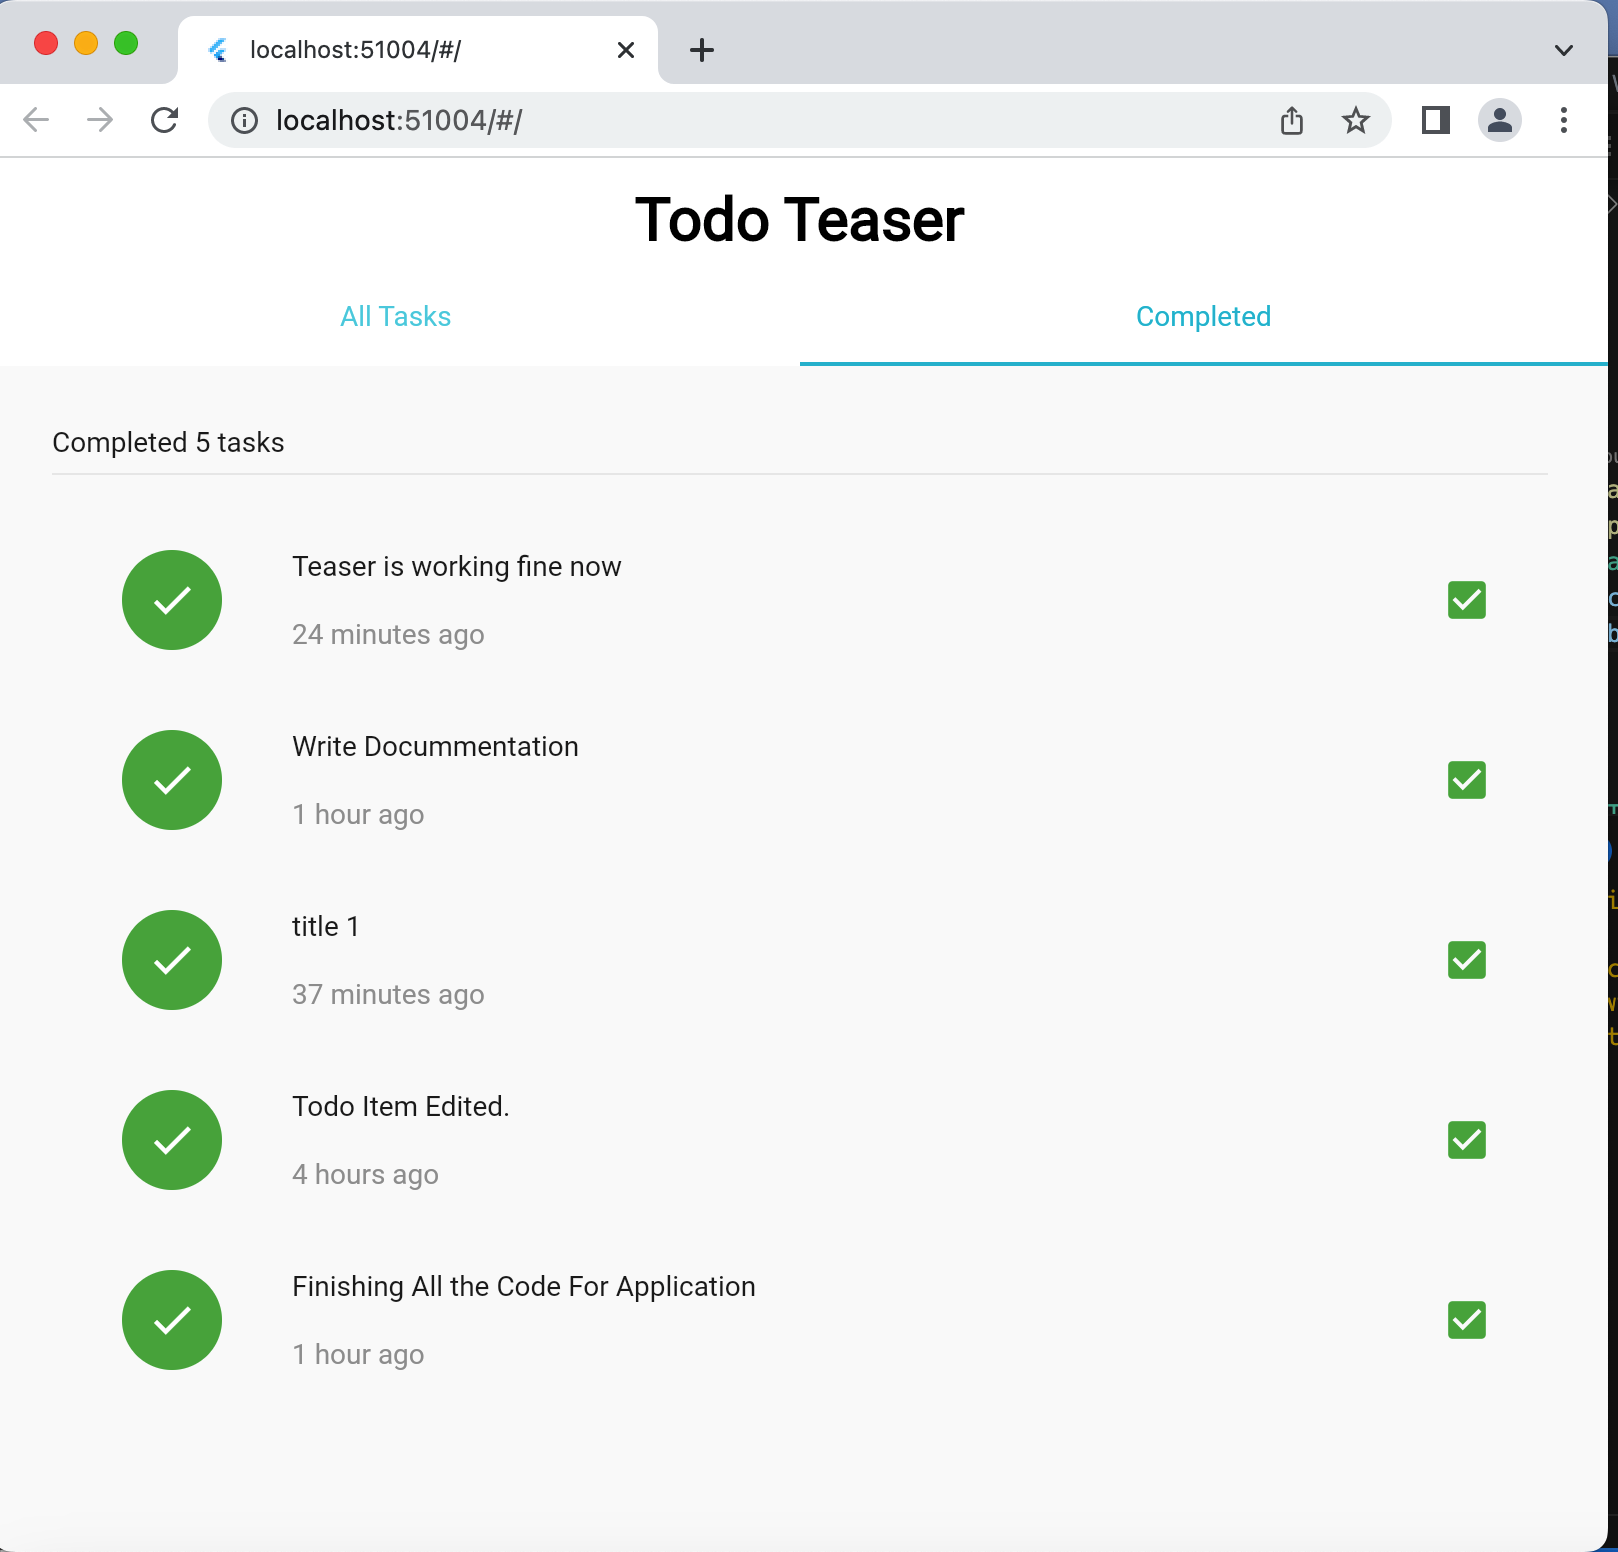 localhost:51004/#/
localhost:51004/#/
Todo Teaser
All Tasks
Completed
Completed 5 tasks
Teaser is working fine now
24 minutes ago
Write Docummentation
1 hour ago
title 1
37 minutes ago
Todo Item Edited.
4 hours ago
Finishing All the Code For Application
1 hour ago